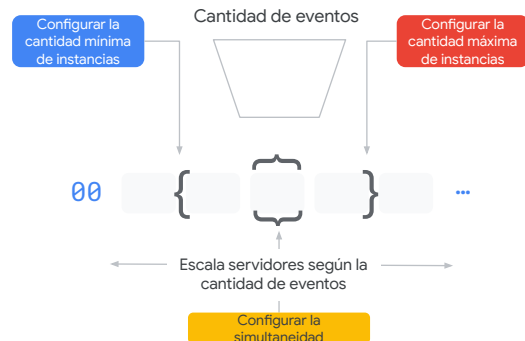 Cantidad de eventos
Configurar la
cantidad mínima
de instancias
Configurar la
cantidad máxima
de instancias
00
{
}
...
Escala servidores según la
cantidad de eventos
Configurar la
simultaneidad